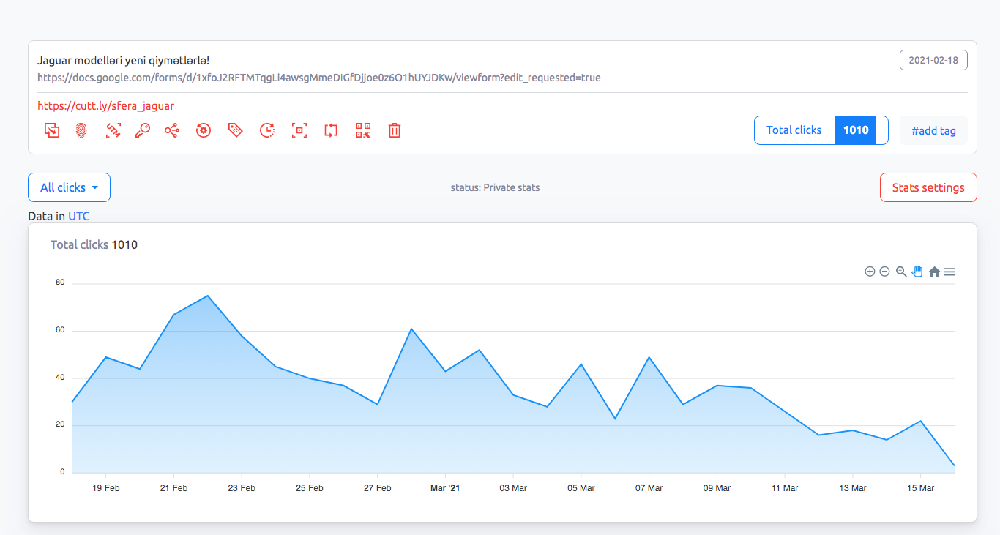 Jaguar modelləri yeni qiymətlərlə!
2021-02-18
https://docs.google.com/forms/d/1xfoJ2RFTMTqgLi4awsgMmeDIGfDjjoe0z6O1hUYJDKw/viewform?edit_requested=true
https://cutt.ly/sfera_jaguar
UTM
Total clicks 1010
#add tag
All clicks
status: Private stats
Stats settings
Data in UTC
Total clicks 1010
80
60
40
20
0
19 Feb 21 Feb 23 Feb 25 Feb 27 Feb Mar '21 03 Mar 05 Mar 07 Mar 09 Mar 11 Mar 13 Mar 15 Mar